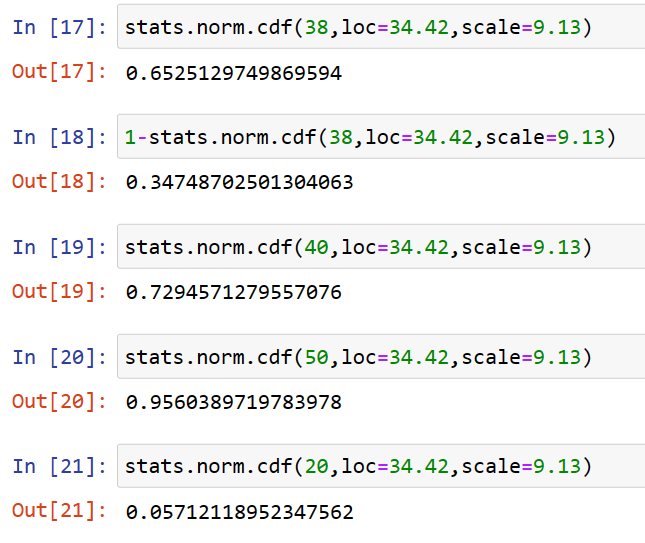 In [17]: stats.norm.cdf(38,loc=34.42,scale=9.13)
Out[17]: 0.6525129749869594
In [18]: 1-stats.norm.cdf(38,loc=34.42,scale=9.13)
Out[18]: 0.34748702501304063
In [19]: stats.norm.cdf(40,loc=34.42,scale=9.13)
Out[19]: 0.7294571279557076
In [20]: stats.norm.cdf(50,loc=34.42,scale=9.13)
Out[20]: 0.9560389719783978
In [21]: stats.norm.cdf(20,loc=34.42,scale=9.13)
Out[21]: 0.05712118952347562